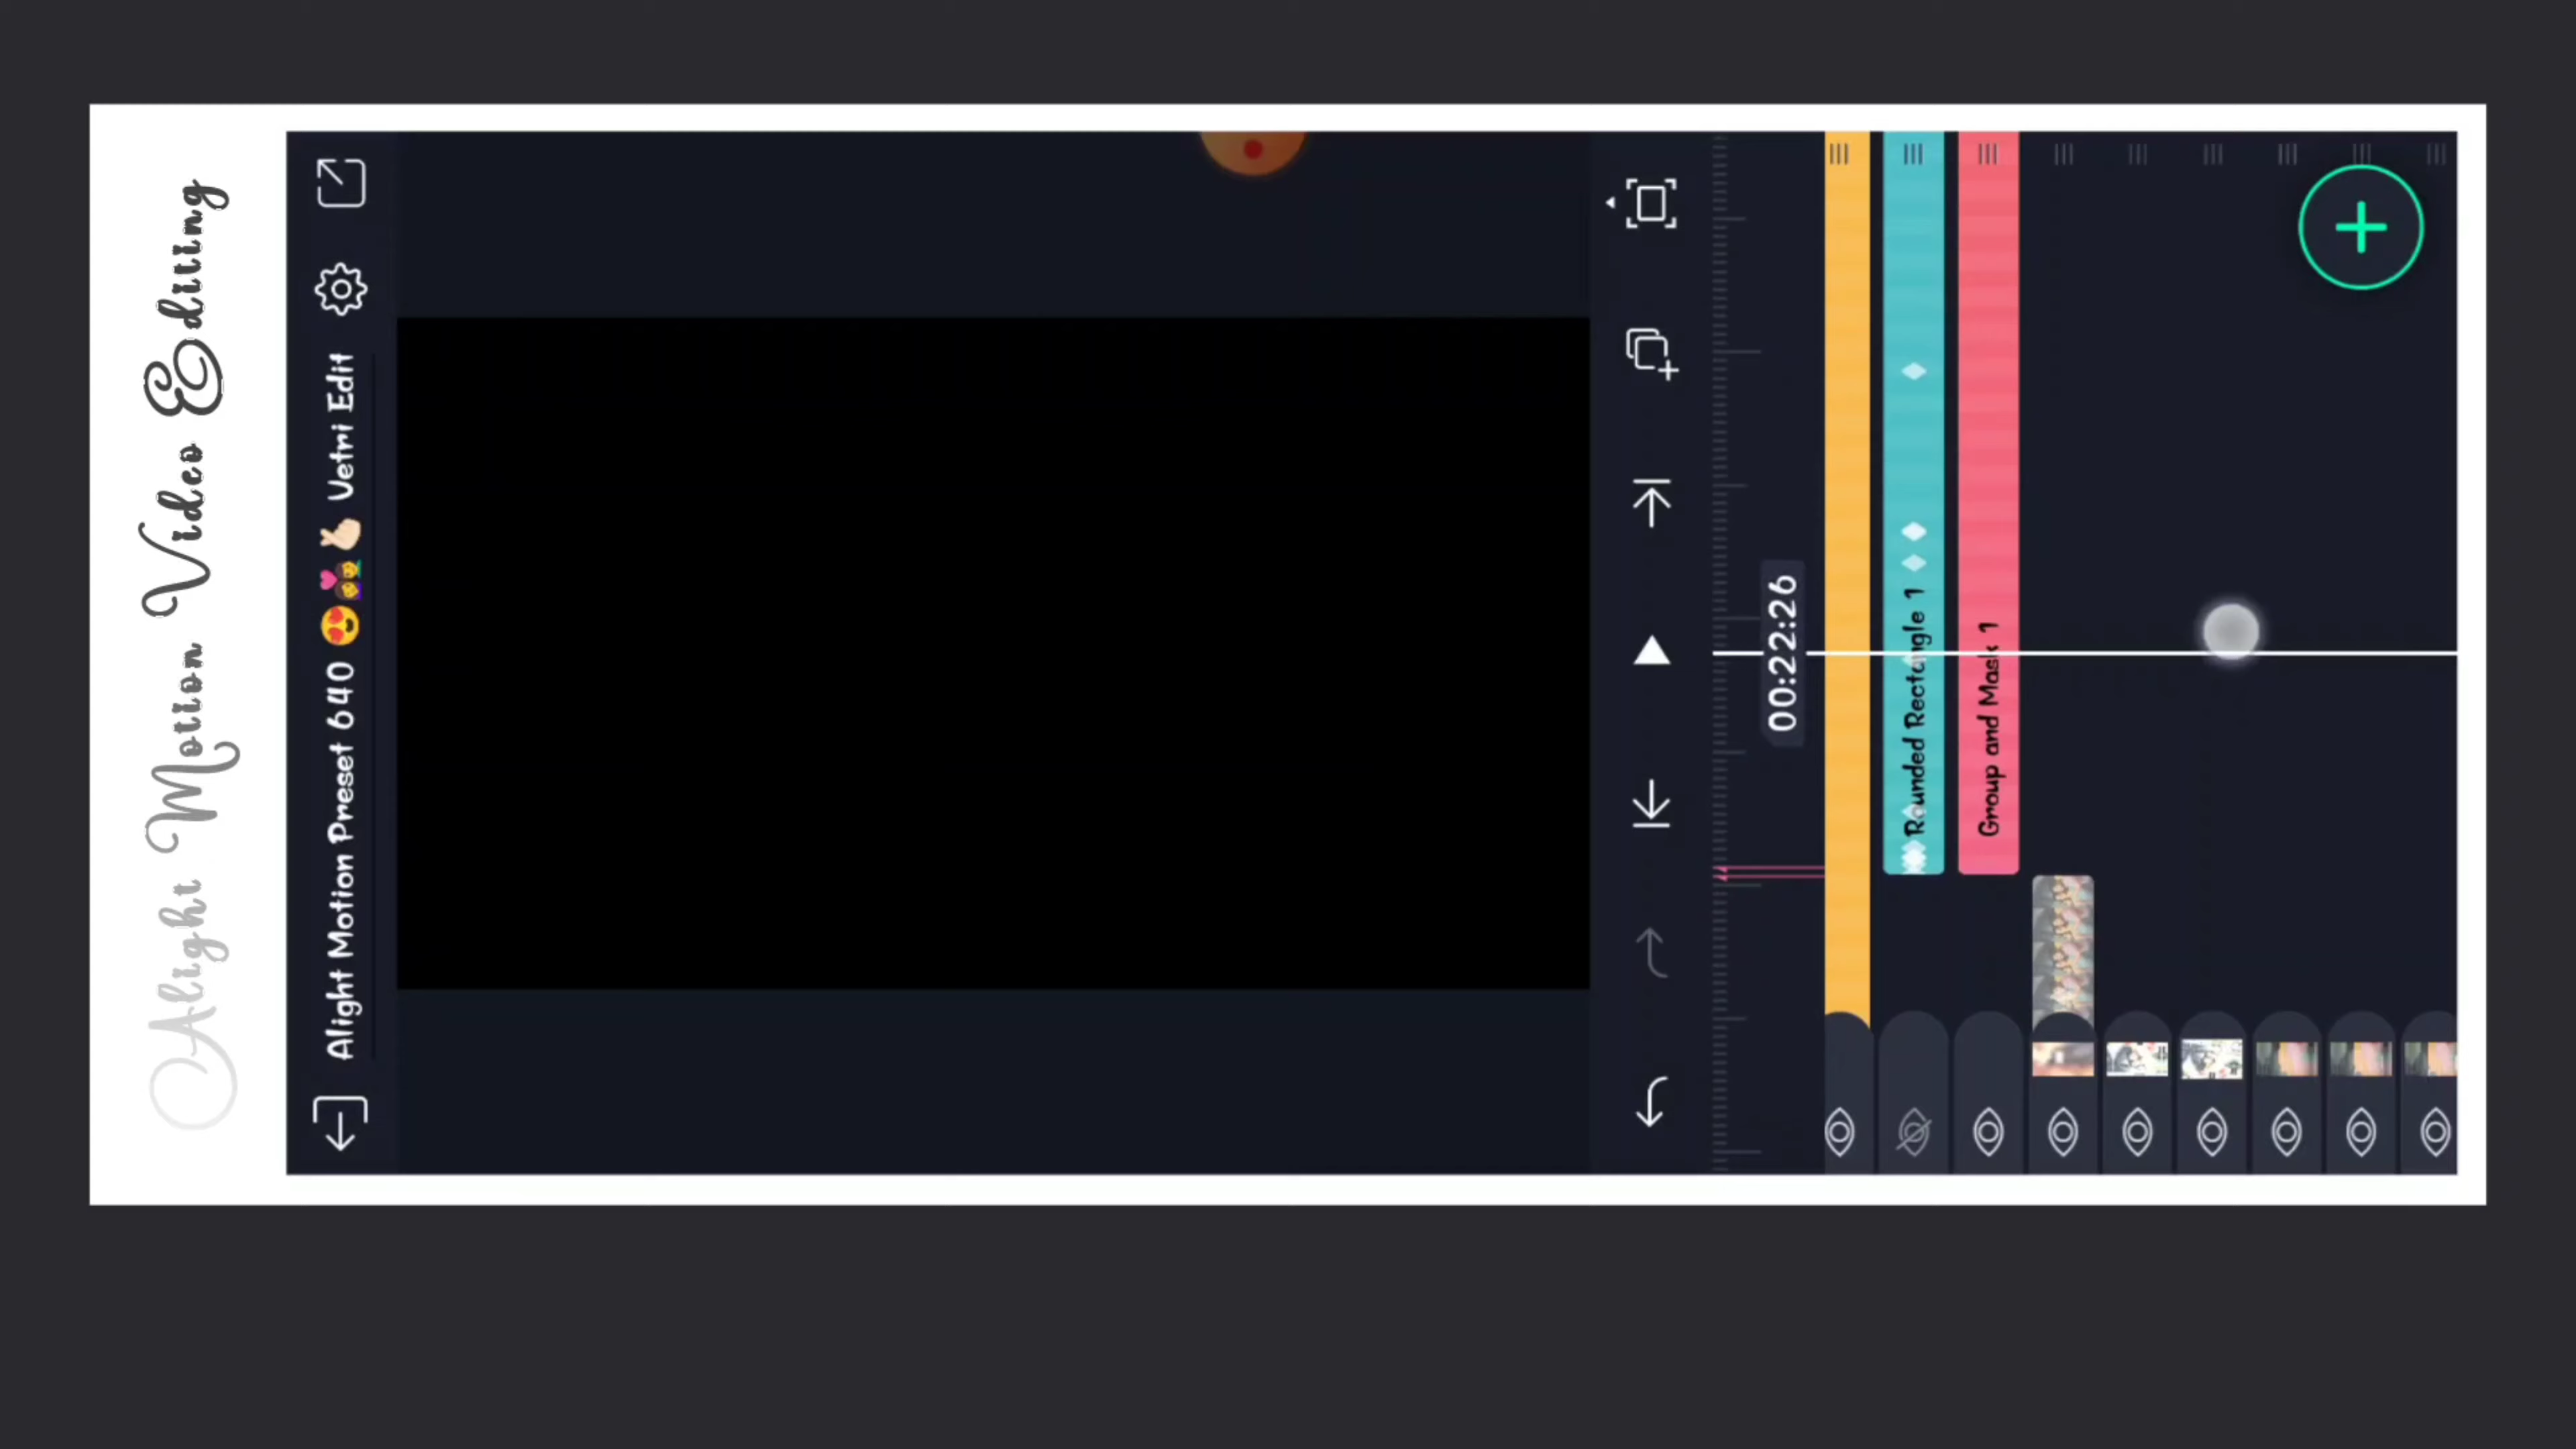 Alight Motion Video Editing
Alight Motion Preset 640 😍👩‍❤️‍👨🫰🏻 Vetri Edit
00:22:26
Rounded Rectangle 1
Group and Mask 1